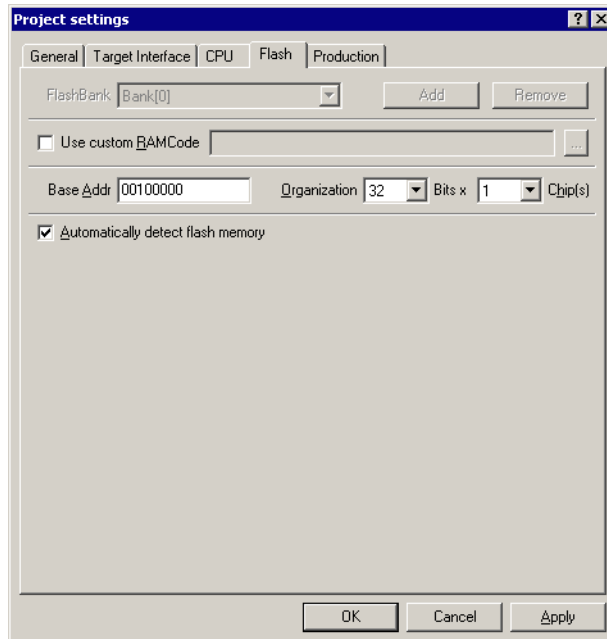 Project settings
General Target Interface CPU Flash Production
FlashBank Bank[0] Add Remove
Use custom RAMCode ...
Base Addr 00100000 Organization 32 Bits x 1 Chip(s)
Automatically detect flash memory
OK Cancel Apply